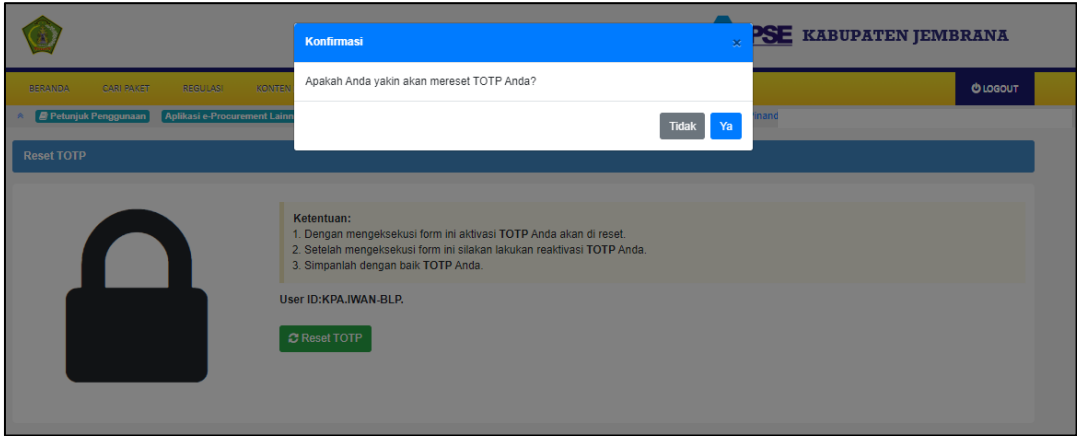 Konfirmasi
×
PSE KABUPATEN JEMBRANA
Apakah Anda yakin akan mereset TOTP Anda?
BERANDA CARI PAKET REGULASI KONTEN LOGOUT
Petunjuk Penggunaan Aplikasi e-Procurement Lainn
Tidak Ya
Reset TOTP
Ketentuan:
1. Dengan mengeksekusi form ini aktivasi TOTP Anda akan di reset.
2. Setelah mengeksekusi form ini silakan lakukan reaktivasi TOTP Anda.
3. Simpanlah dengan baik TOTP Anda.
User ID:KPA.IWAN-BLP.
Reset TOTP